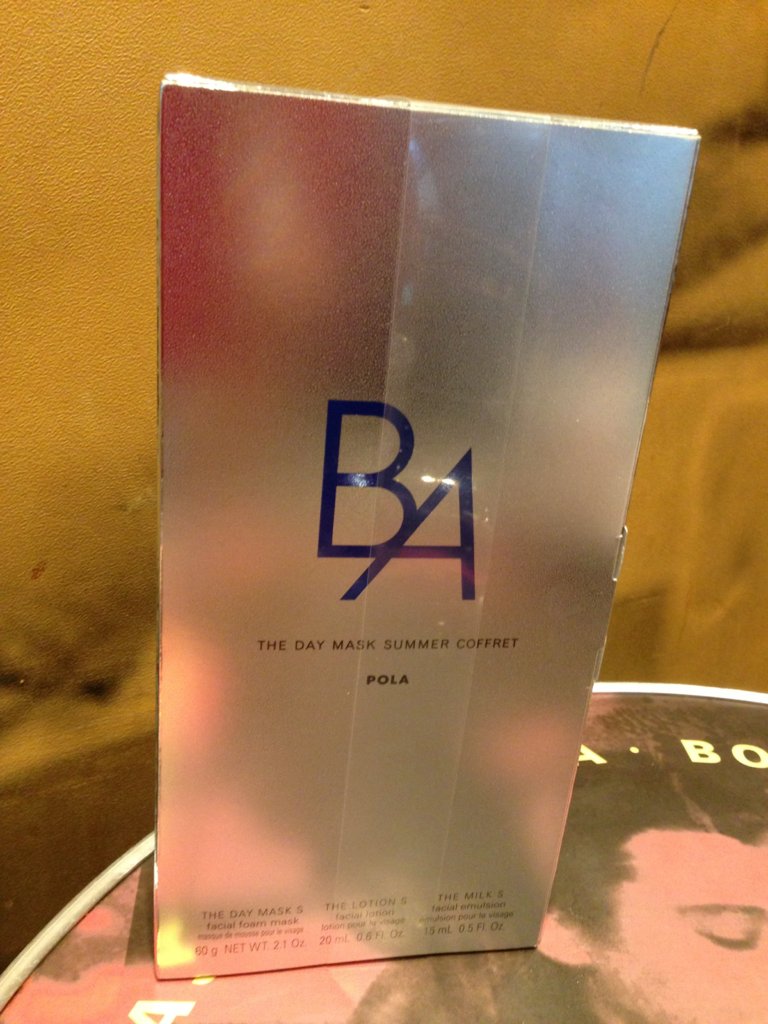 BA
THE DAY MASK SUMMER COFFRET
POLA
THE DAY MASK S
facial foam mask
masque de mousse pour le visage
60 g NET WT. 2.1 Oz.
THE LOTION S
facial lotion
lotion pour le visage
20 mL 0.6 Fl. Oz.
THE MILK S
facial emulsion
émulsion pour le visage
15 mL 0.5 Fl. Oz.
A · BO
A ·